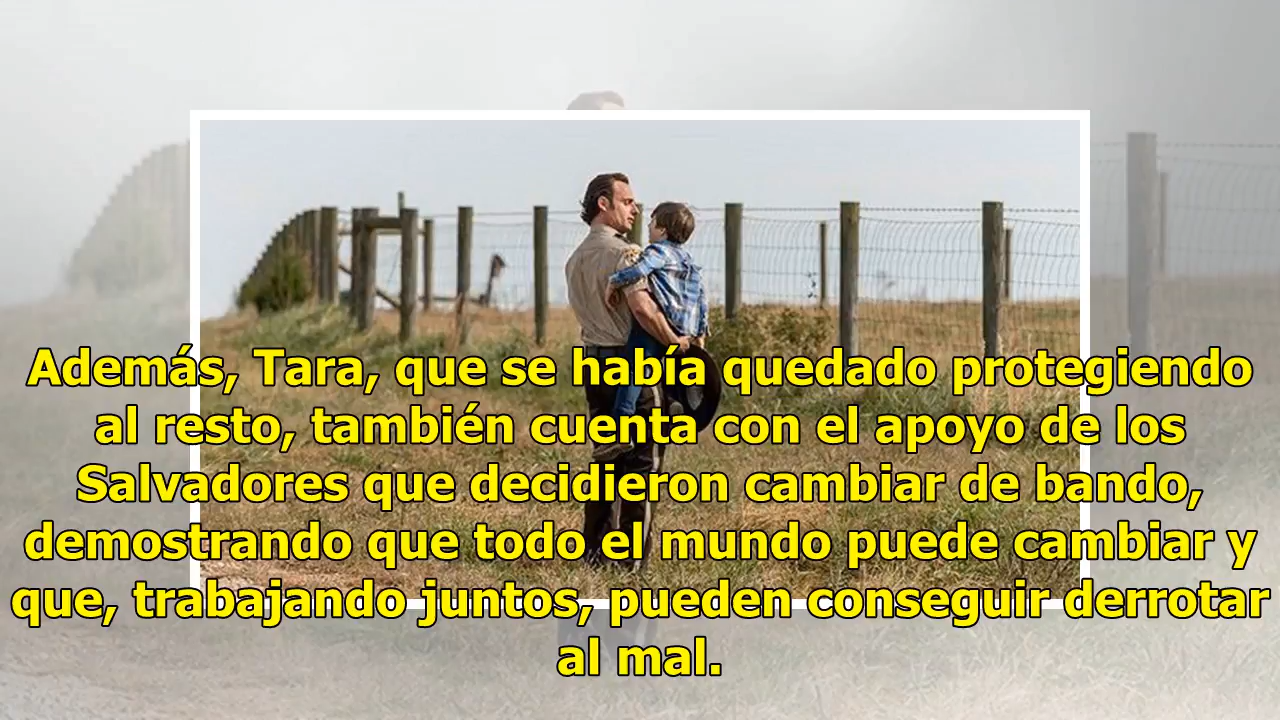 Además, Tara, que se había quedado protegiendo
al resto, también cuenta con el apoyo de los
Salvadores que decidieron cambiar de bando,
demostrando que todo el mundo puede cambiar y
que, trabajando juntos, pueden conseguir derrotar
al mal.